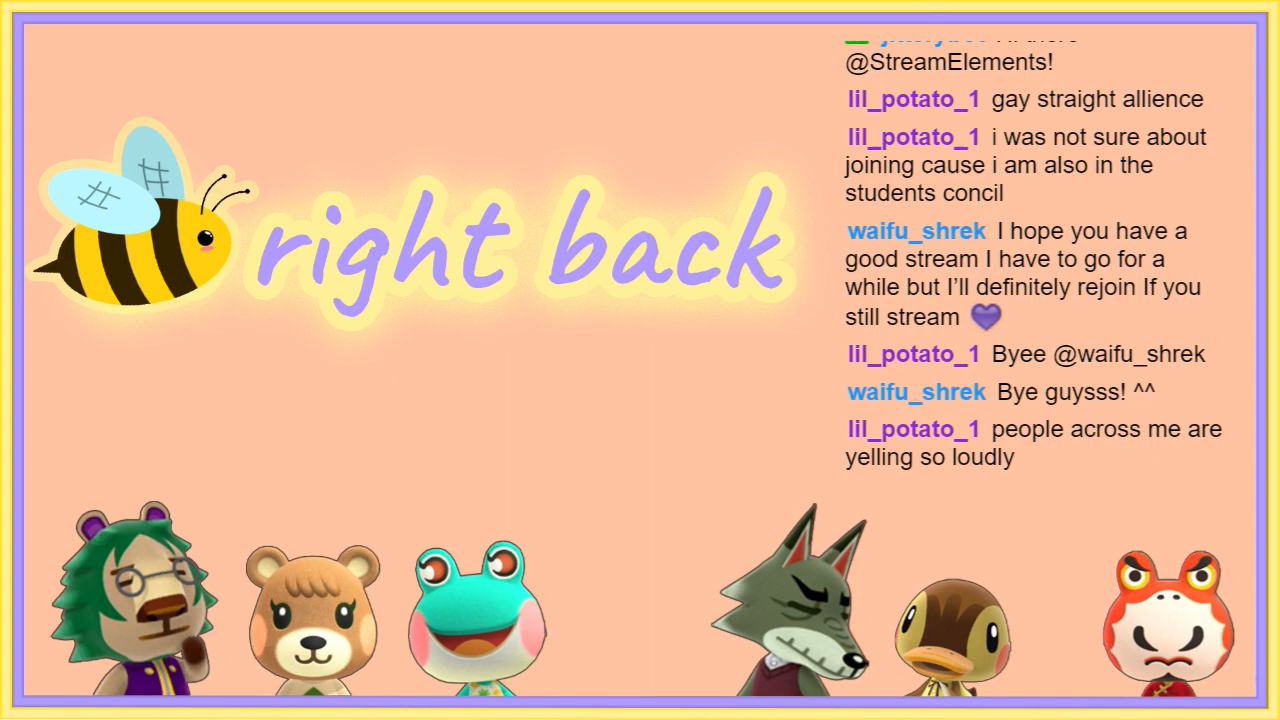 right back
@StreamElements!
lil_potato_1 gay straight allience
lil_potato_1 i was not sure about
joining cause i am also in the
students concil
waifu_shrek I hope you have a
good stream I have to go for a
while but I’ll definitely rejoin If you
still stream 💜
lil_potato_1 Byee @waifu_shrek
waifu_shrek Bye guysss! ^^
lil_potato_1 people across me are
yelling so loudly